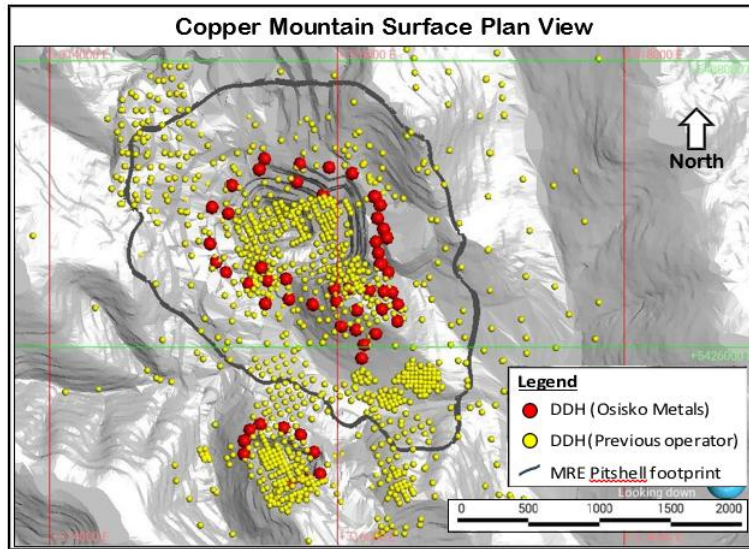 Copper Mountain Surface Plan View
North
Legend
DDH (Osisko Metals)
DDH (Previous operator)
MRE Pitshell footprint
Looking down
0 500 1000 1500 2000